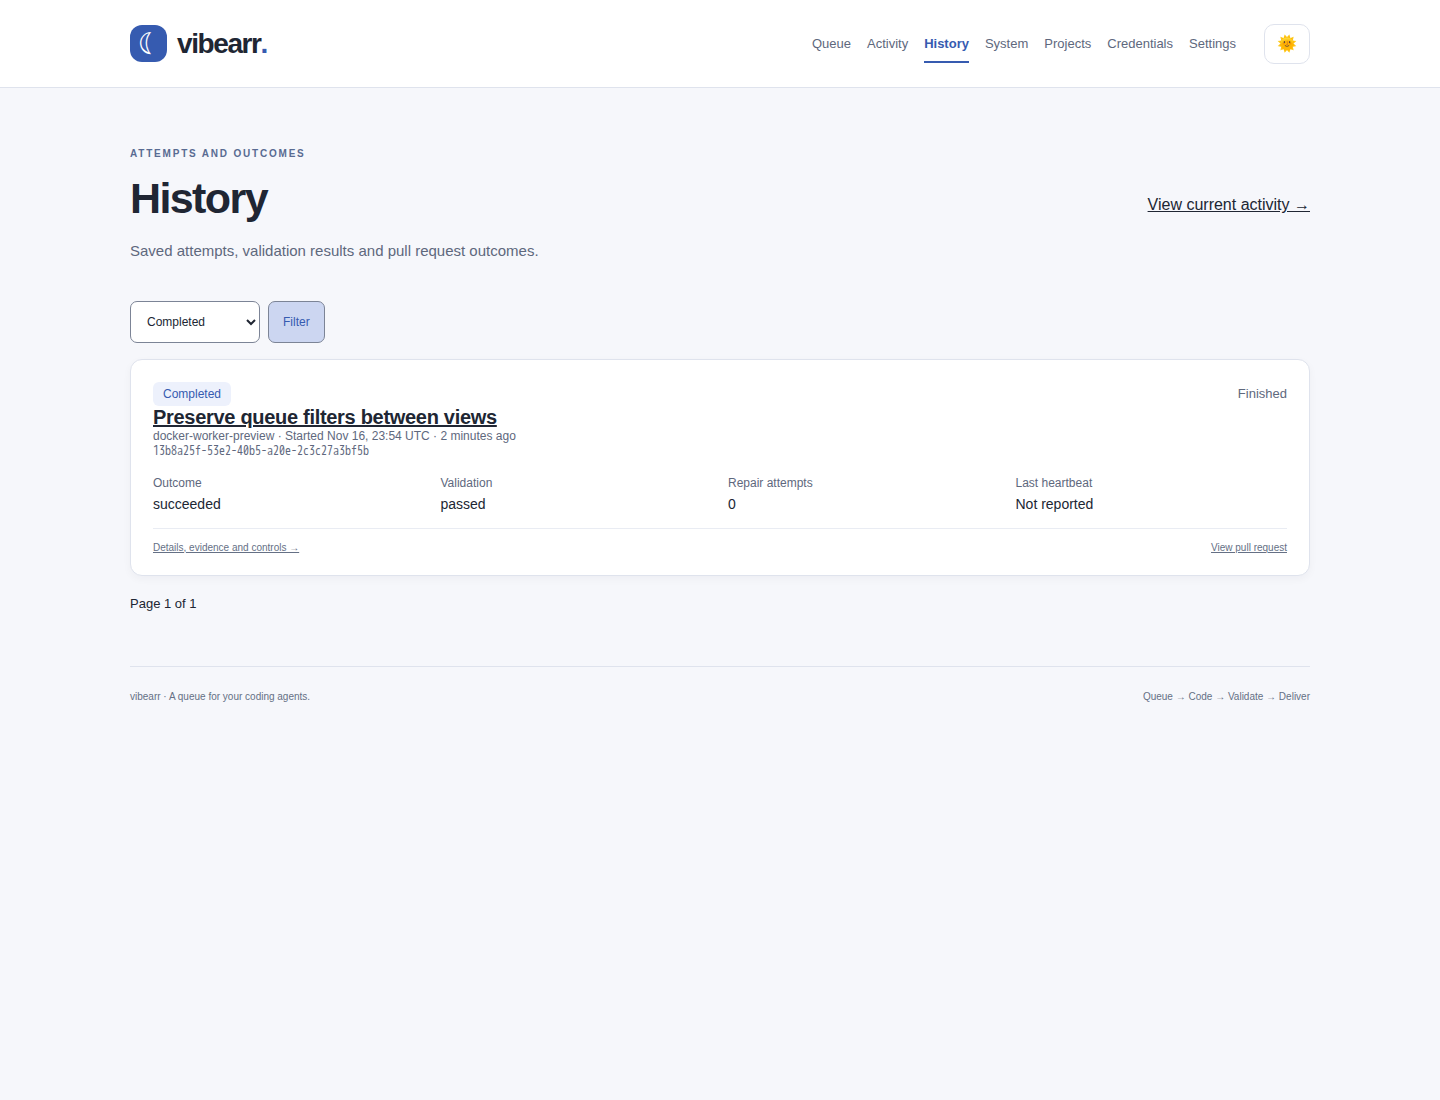 vibearr.
Queue Activity History System Projects Credentials Settings
ATTEMPTS AND OUTCOMES
History
View current activity →
Saved attempts, validation results and pull request outcomes.
Completed Filter
Completed Finished
Preserve queue filters between views
docker-worker-preview · Started Nov 16, 23:54 UTC · 2 minutes ago
13b8a25f-53e2-40b5-a20e-2c3c27a3bf5b
Outcome Validation Repair attempts Last heartbeat
succeeded passed 0 Not reported
Details, evidence and controls → View pull request
Page 1 of 1
vibearr · A queue for your coding agents. Queue → Code → Validate → Deliver